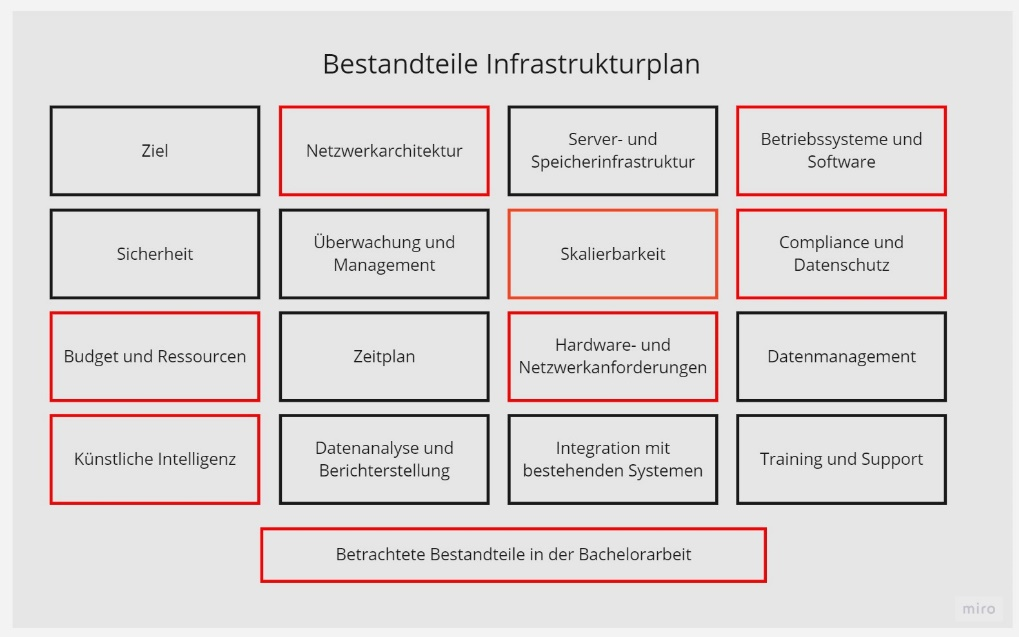 Bestandteile Infrastrukturplan
Ziel
Netzwerkarchitektur
Server- und
Speicherinfrastruktur
Betriebssysteme und
Software
Sicherheit
Überwachung und
Management
Skalierbarkeit
Compliance und
Datenschutz
Budget und Ressourcen
Zeitplan
Hardware- und
Netzwerkanforderungen
Datenmanagement
Künstliche Intelligenz
Datenanalyse und
Berichterstellung
Integration mit
bestehenden Systemen
Training und Support
Betrachtete Bestandteile in der Bachelorarbeit
miro